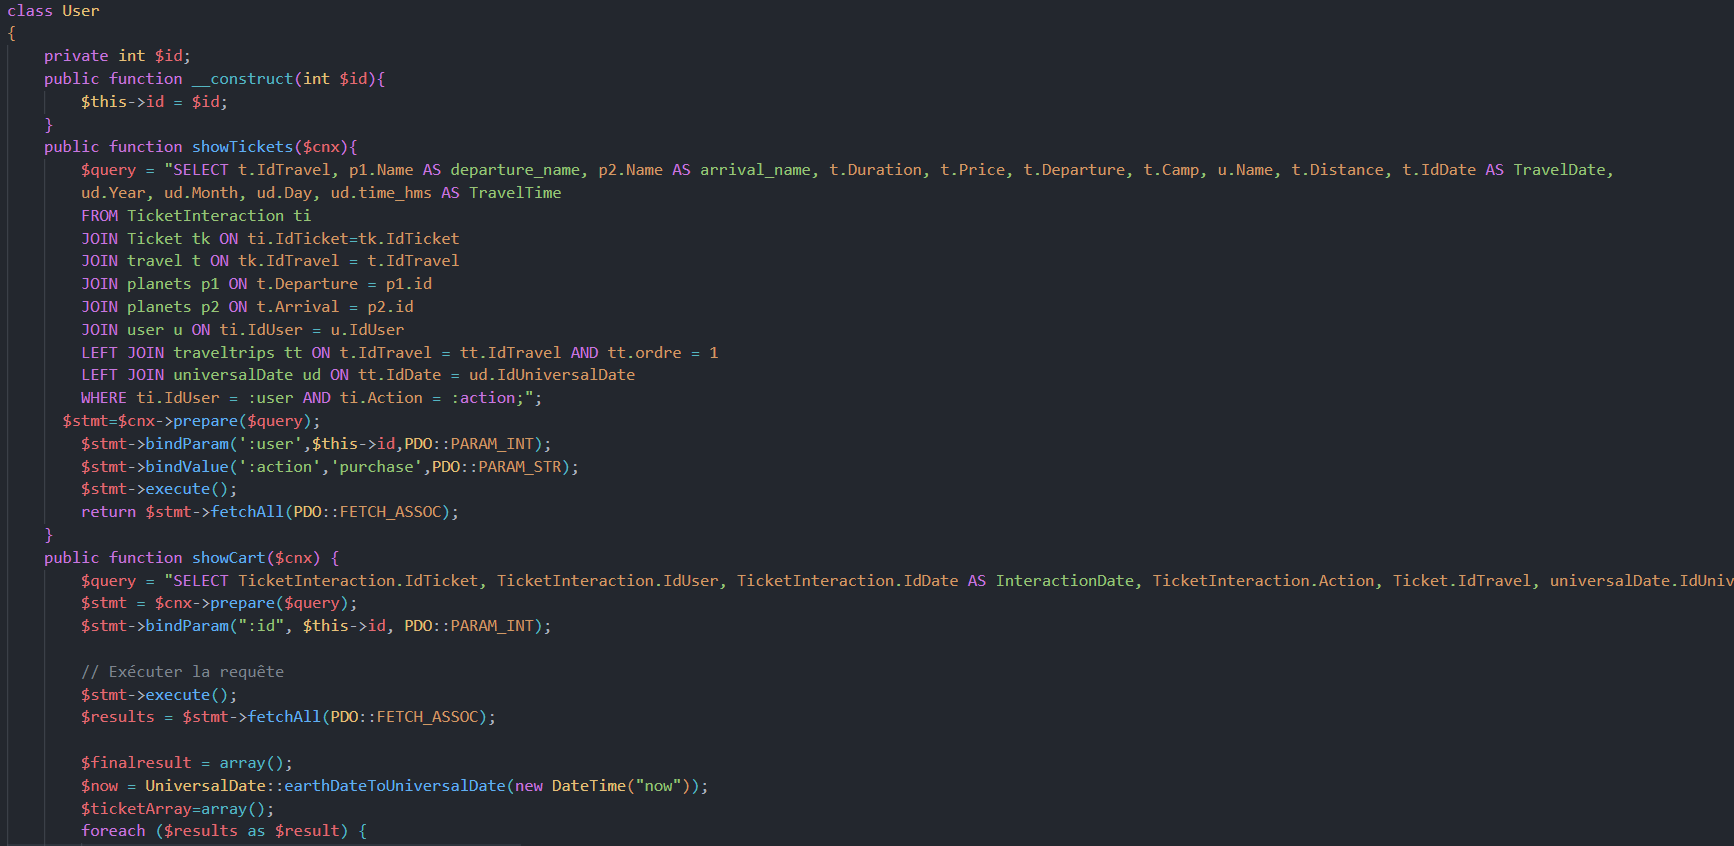 class User
{
    private int $id;
    public function __construct(int $id){
        $this->id = $id;
    }
    public function showTickets($cnx){
        $query = "SELECT t.IdTravel, p1.Name AS departure_name, p2.Name AS arrival_name, t.Duration, t.Price, t.Departure, t.Camp, u.Name, t.Distance, t.IdDate AS TravelDate,
        ud.Year, ud.Month, ud.Day, ud.time_hms AS TravelTime
        FROM TicketInteraction ti
        JOIN Ticket tk ON ti.IdTicket=tk.IdTicket
        JOIN travel t ON tk.IdTravel = t.IdTravel
        JOIN planets p1 ON t.Departure = p1.id
        JOIN planets p2 ON t.Arrival = p2.id
        JOIN user u ON ti.IdUser = u.IdUser
        LEFT JOIN traveltrips tt ON t.IdTravel = tt.IdTravel AND tt.ordre = 1
        LEFT JOIN universalDate ud ON tt.IdDate = ud.IdUniversalDate
        WHERE ti.IdUser = :user AND ti.Action = :action;";
      $stmt=$cnx->prepare($query);
        $stmt->bindParam(':user',$this->id,PDO::PARAM_INT);
        $stmt->bindValue(':action','purchase',PDO::PARAM_STR);
        $stmt->execute();
        return $stmt->fetchAll(PDO::FETCH_ASSOC);
    }
    public function showCart($cnx) {
        $query = "SELECT TicketInteraction.IdTicket, TicketInteraction.IdUser, TicketInteraction.IdDate AS InteractionDate, TicketInteraction.Action, Ticket.IdTravel, universalDate.IdUniv
        $stmt = $cnx->prepare($query);
        $stmt->bindParam(":id", $this->id, PDO::PARAM_INT);

        // Exécuter la requête
        $stmt->execute();
        $results = $stmt->fetchAll(PDO::FETCH_ASSOC);

        $finalresult = array();
        $now = UniversalDate::earthDateToUniversalDate(new DateTime("now"));
        $ticketArray=array();
        foreach ($results as $result) {